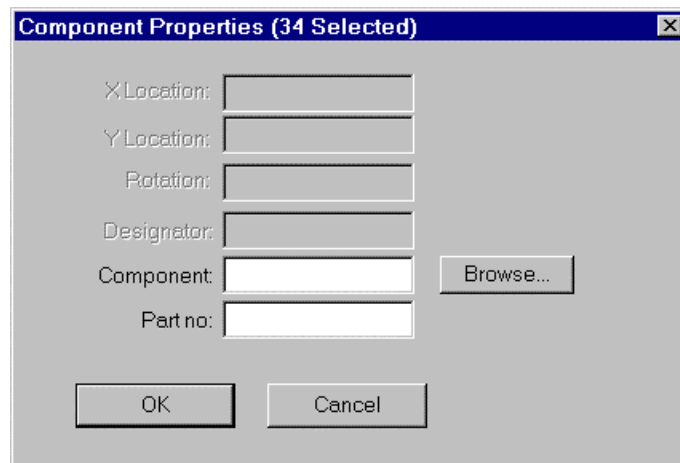 Component Properties (34 Selected)
X Location:
Y Location:
Rotation:
Designator:
Component:
Browse...
Part no:
OK
Cancel